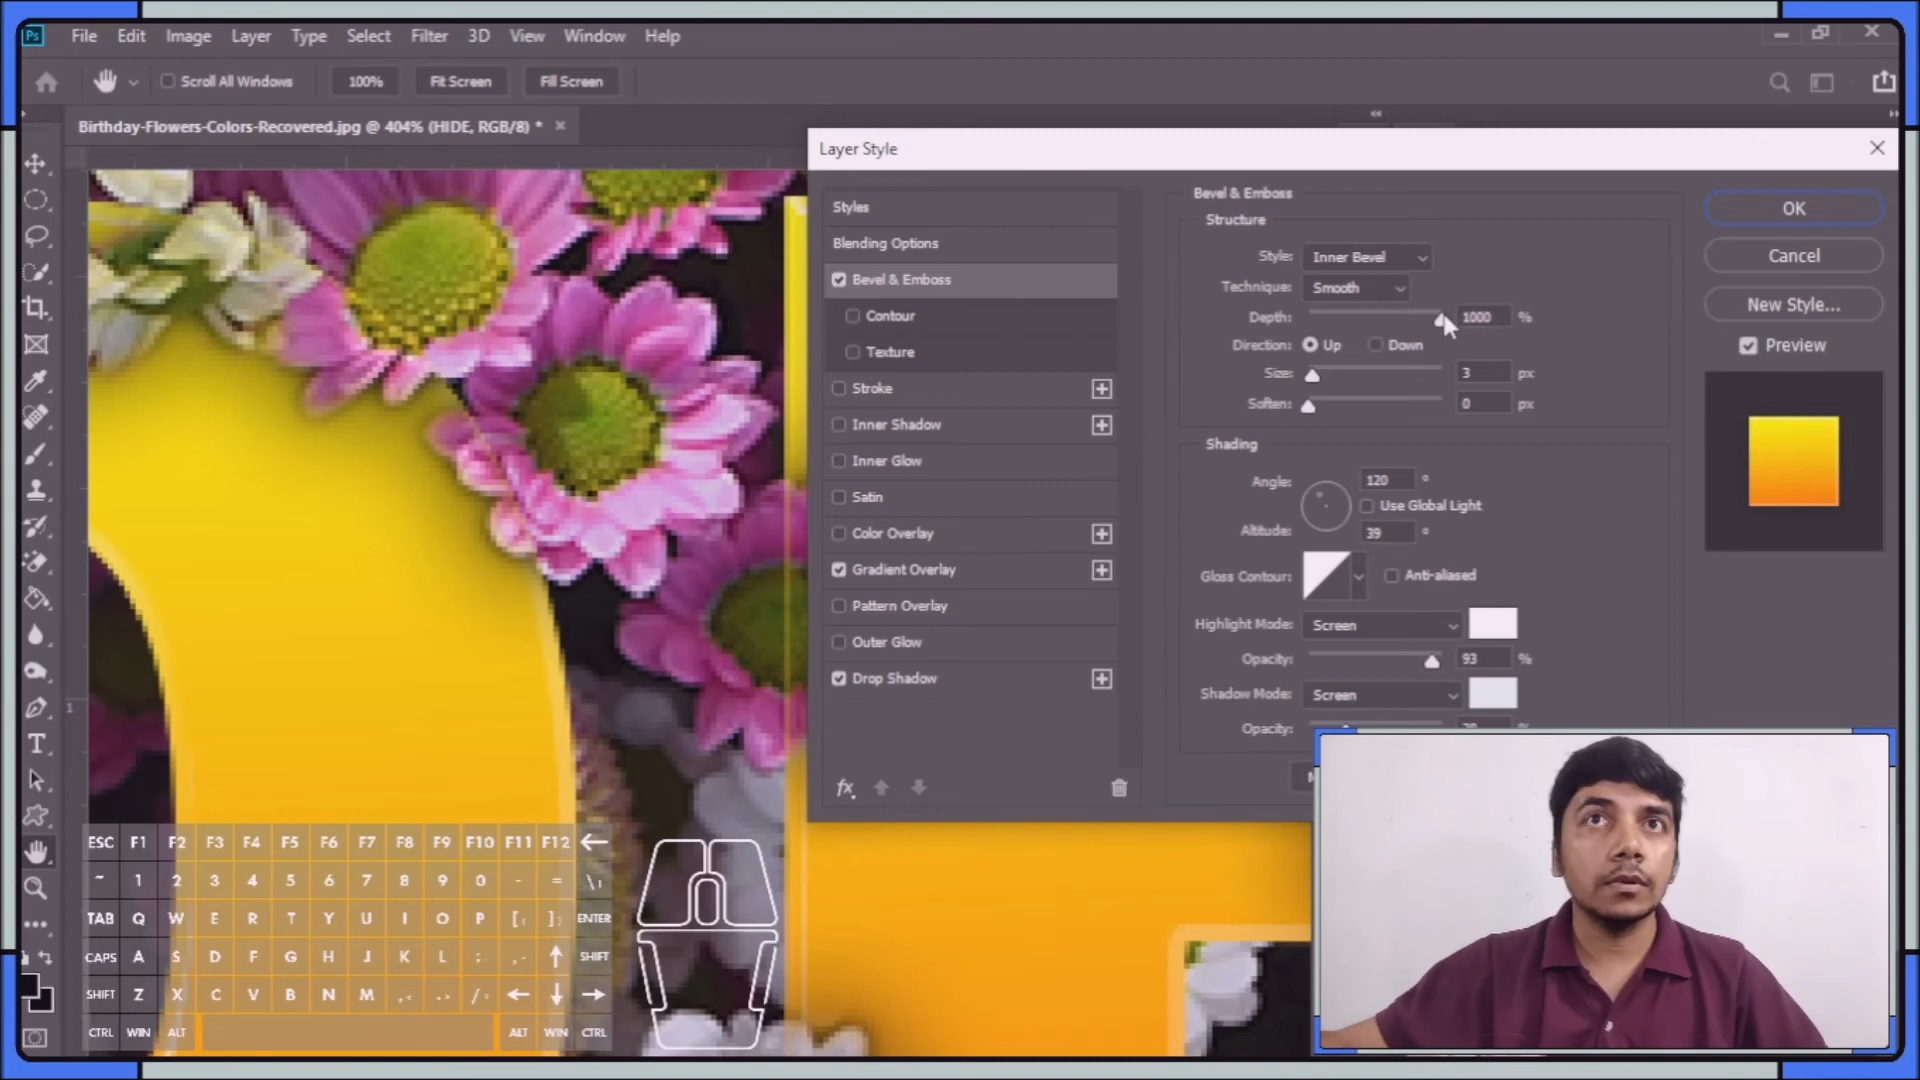 Ps File Edit Image Layer Type Select Filter 3D View Window Help
Scroll All Windows 100% Fit Screen Fill Screen
Birthday-Flowers-Colors-Recovered.jpg @ 404% (HIDE, RGB/8) *
Layer Style
Styles
Blending Options
Bevel & Emboss
Contour
Texture
Stroke
Inner Shadow
Inner Glow
Satin
Color Overlay
Gradient Overlay
Pattern Overlay
Outer Glow
Drop Shadow
fx
Bevel & Emboss
Structure
Style: Inner Bevel
Technique: Smooth
Depth: 1000 %
Direction: Up Down
Size: 3 px
Soften: 0 px
Shading
Angle: 120 °
Use Global Light
Altitude: 39 °
Gloss Contour: Anti-aliased
Highlight Mode: Screen
Opacity: 93 %
Shadow Mode: Screen
Opacity:
OK
Cancel
New Style...
Preview
1
T
ESC F1 F2 F3 F4 F5 F6 F7 F8 F9 F10 F11 F12 ←
~ 1 2 3 4 5 6 7 8 9 0 - = \|
TAB Q W E R T Y U I O P [{ ]} ENTER
CAPS A S D F G H J K L ; ↑ SHIFT
SHIFT Z X C V B N M ,< .> /? ← ↓ →
CTRL WIN ALT ALT WIN CTRL